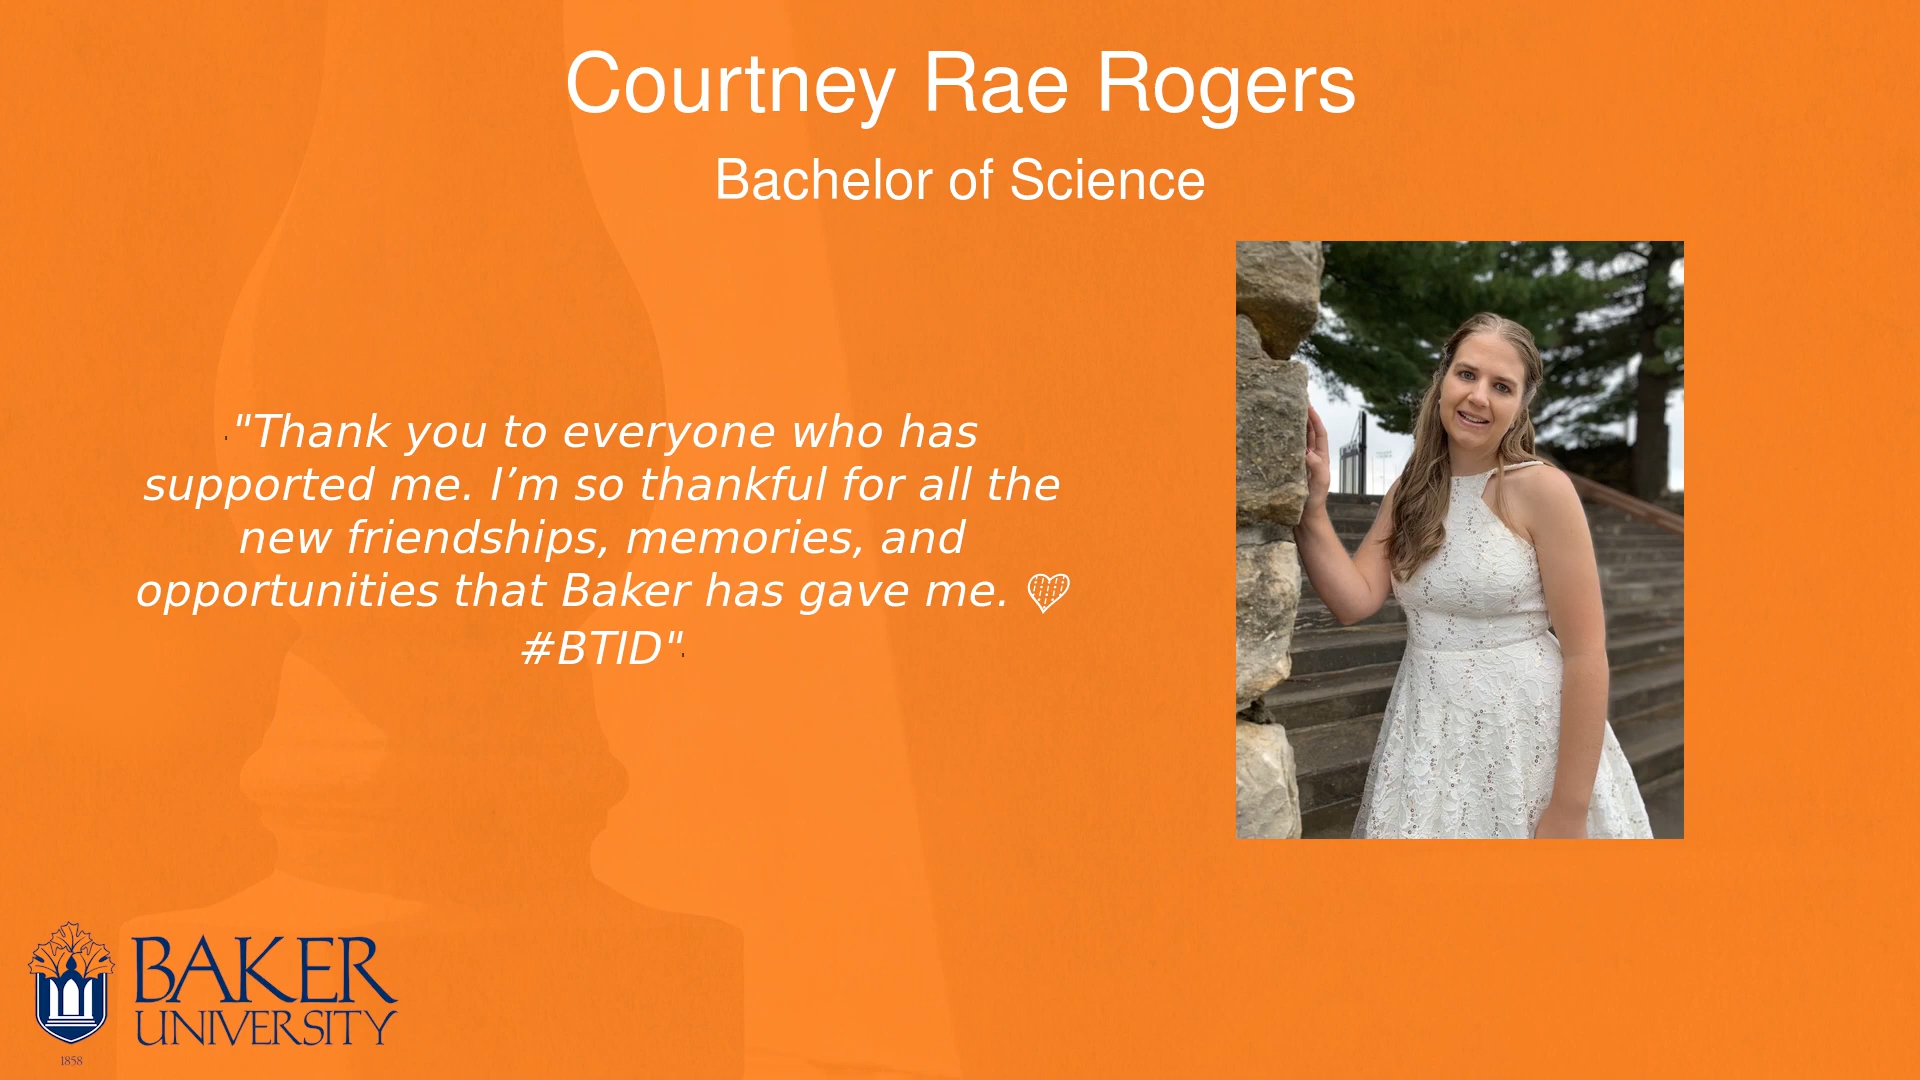 Courtney Rae Rogers
Bachelor of Science
"Thank you to everyone who has
supported me. I’m so thankful for all the
new friendships, memories, and
opportunities that Baker has gave me. ♡
#BTID"
BAKER
UNIVERSITY
1858